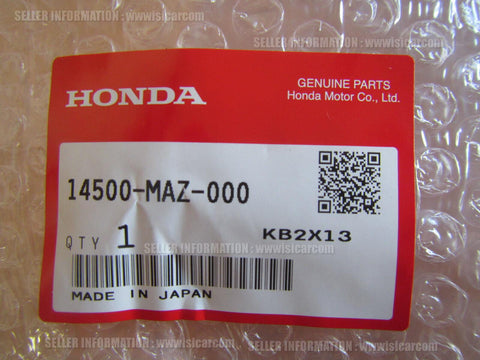 SELLER INFORMATION : www.isicar.com
GENUINE PARTS
HONDA
Honda Motor Co., Ltd.
SELLER INFORMATION : www.isicar.com
14500-MAZ-000
QTY 1
KB2X13
SELLER INFORMATION : www.isicar.com
MADE IN JAPAN
SELLER INFORMATION : www.isicar.com